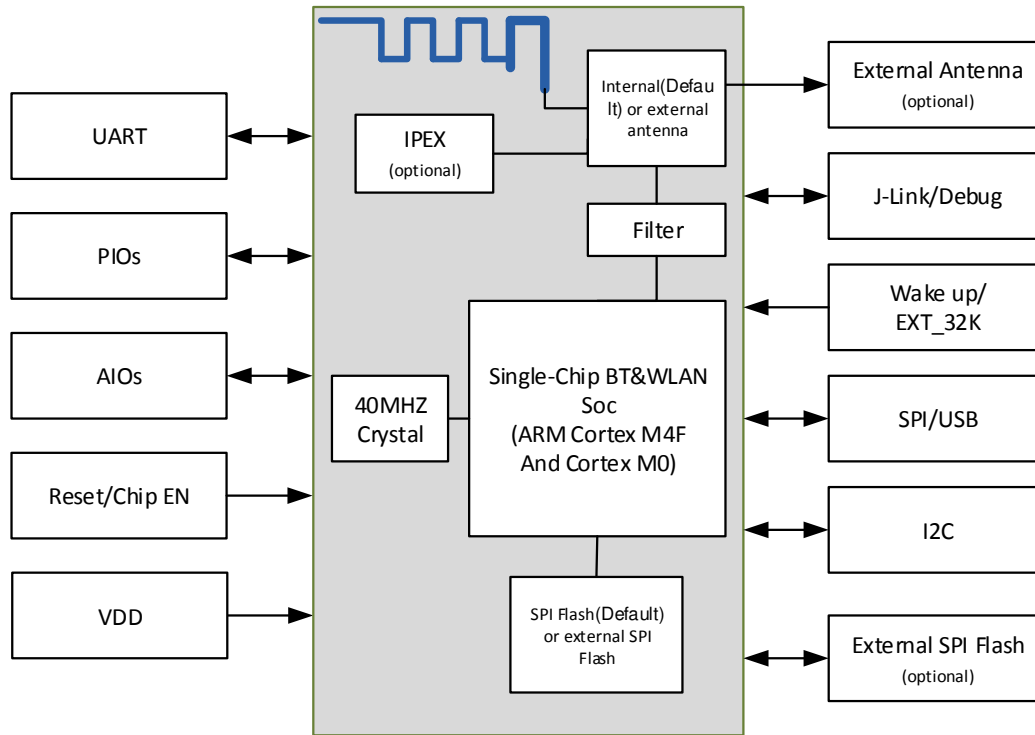 UART
PIOs
AIOs
Reset/Chip EN
VDD
Internal(Defau
lt) or external
antenna
IPEX
(optional)
Filter
Single-Chip BT&WLAN
Soc
(ARM Cortex M4F
And Cortex M0)
40MHZ
Crystal
SPI Flash(Default)
or external SPI
Flash
External Antenna
(optional)
J-Link/Debug
Wake up/
EXT_32K
SPI/USB
I2C
External SPI Flash
(optional)